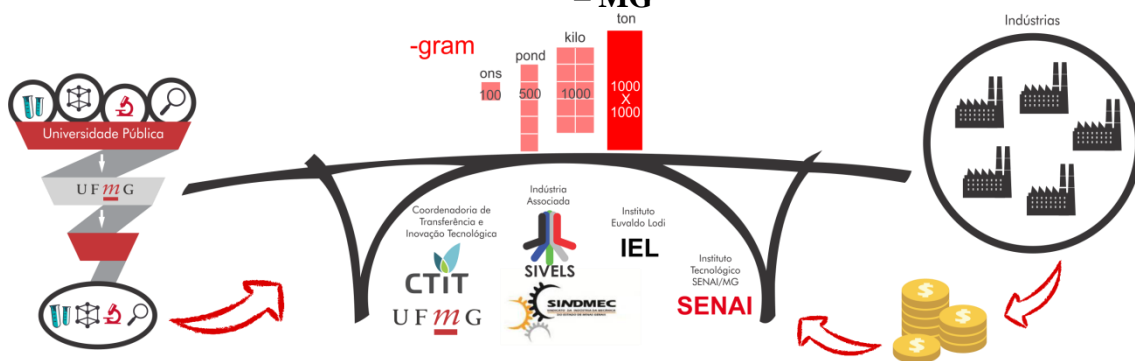 – MG
-gram
ons
pond
kilo
ton
100
500
1000
1000
X
1000
Indústrias
Universidade Pública
UFmG
Coordenadoria de
Transferência e
Inovação Tecnológica
CTiT
UFmG
Indústria
Associada
SIVELS
SINDMEC
Instituto
Euvaldo Lodi
IEL
Instituto
Tecnológico
SENAI/MG
SENAI